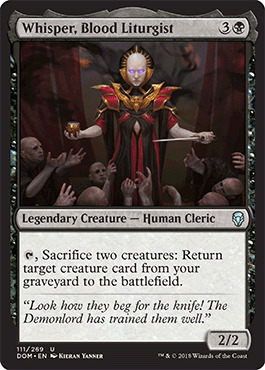 Whisper, Blood Liturgist 3
Legendary Creature — Human Cleric
, Sacrifice two creatures: Return
target creature card from your
graveyard to the battlefield.
“Look how they beg for the knife! The
Demonlord has trained them well.”
2/2
111/269 U
DOM • EN KIERAN YANNER ™ & © 2018 Wizards of the Coast